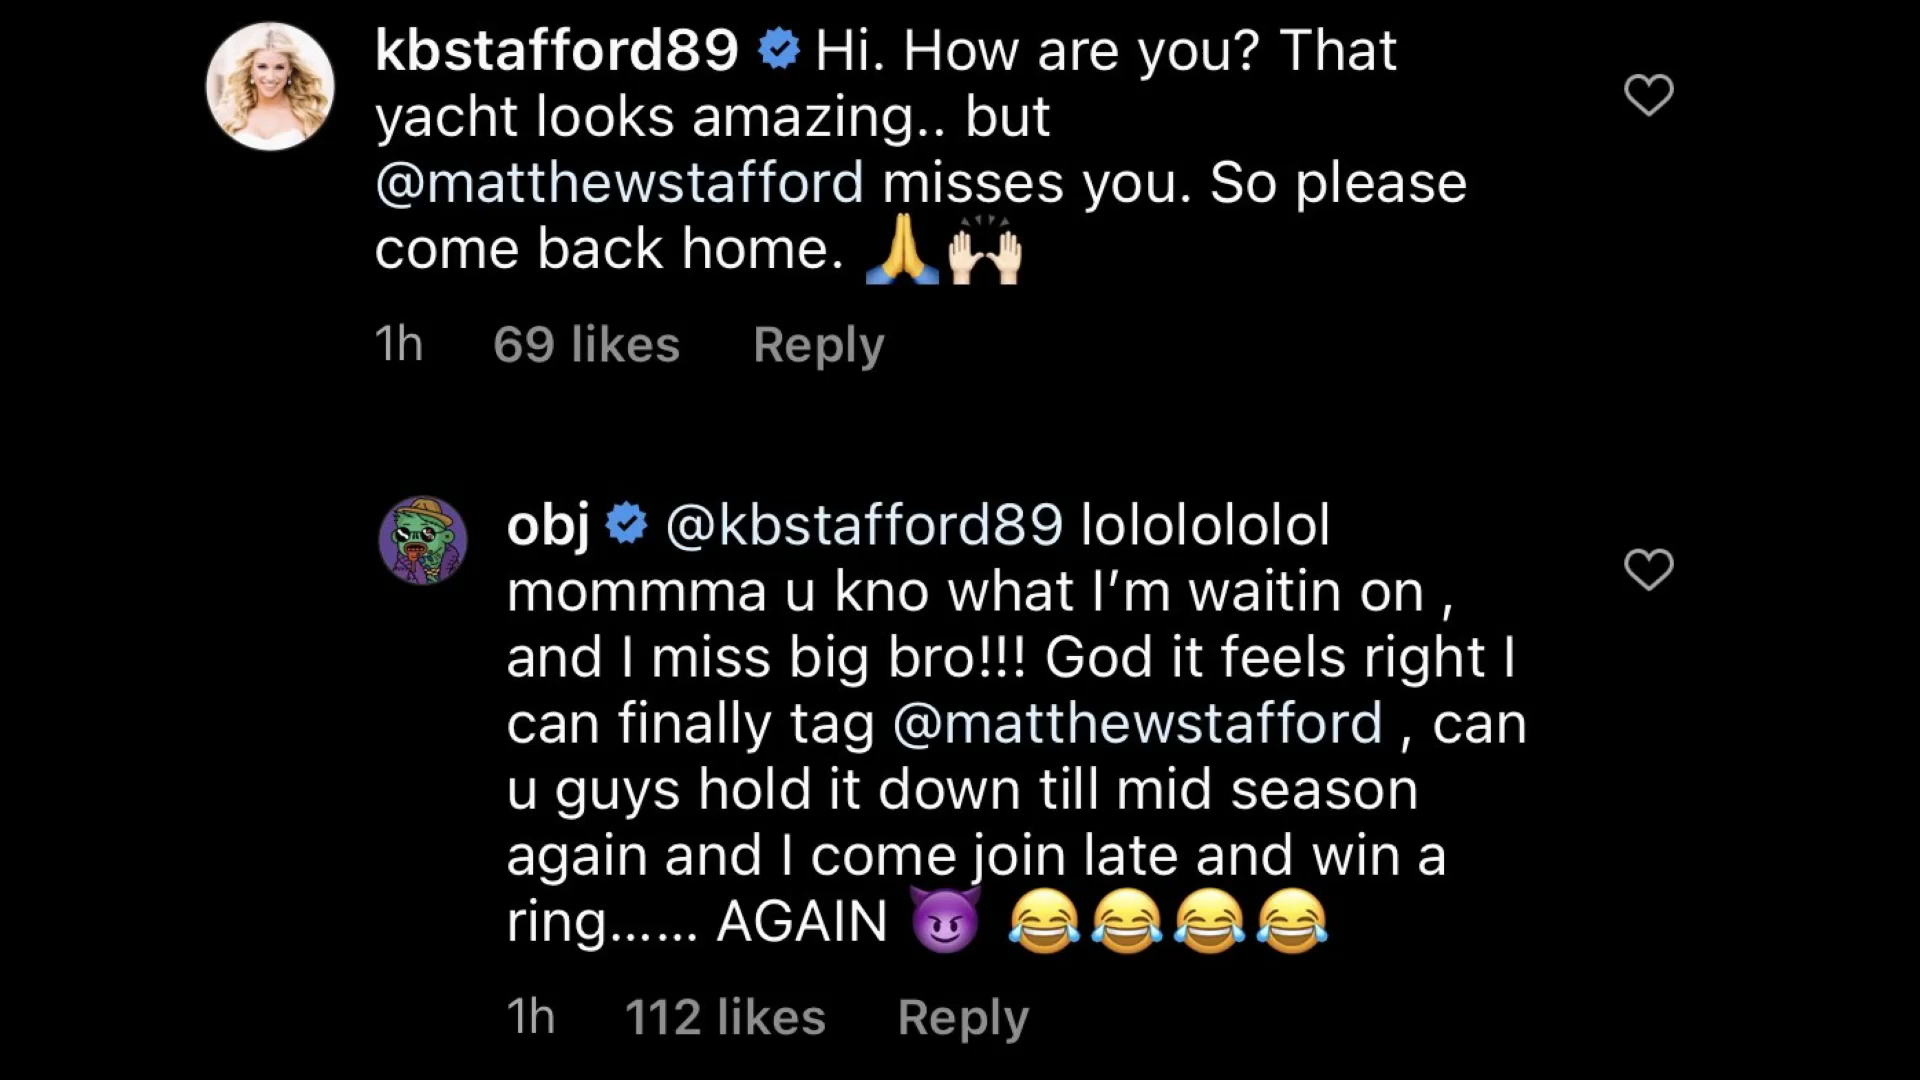 kbstafford89 Hi. How are you? That
yacht looks amazing.. but
@matthewstafford misses you. So please
come back home. 🙏🙌🏻
1h 69 likes Reply
obj @kbstafford89 lolololololol
mommma u kno what I’m waitin on ,
and I miss big bro!!! God it feels right I
can finally tag @matthewstafford , can
u guys hold it down till mid season
again and I come join late and win a
ring…... AGAIN 😈 😂😂😂😂
1h 112 likes Reply